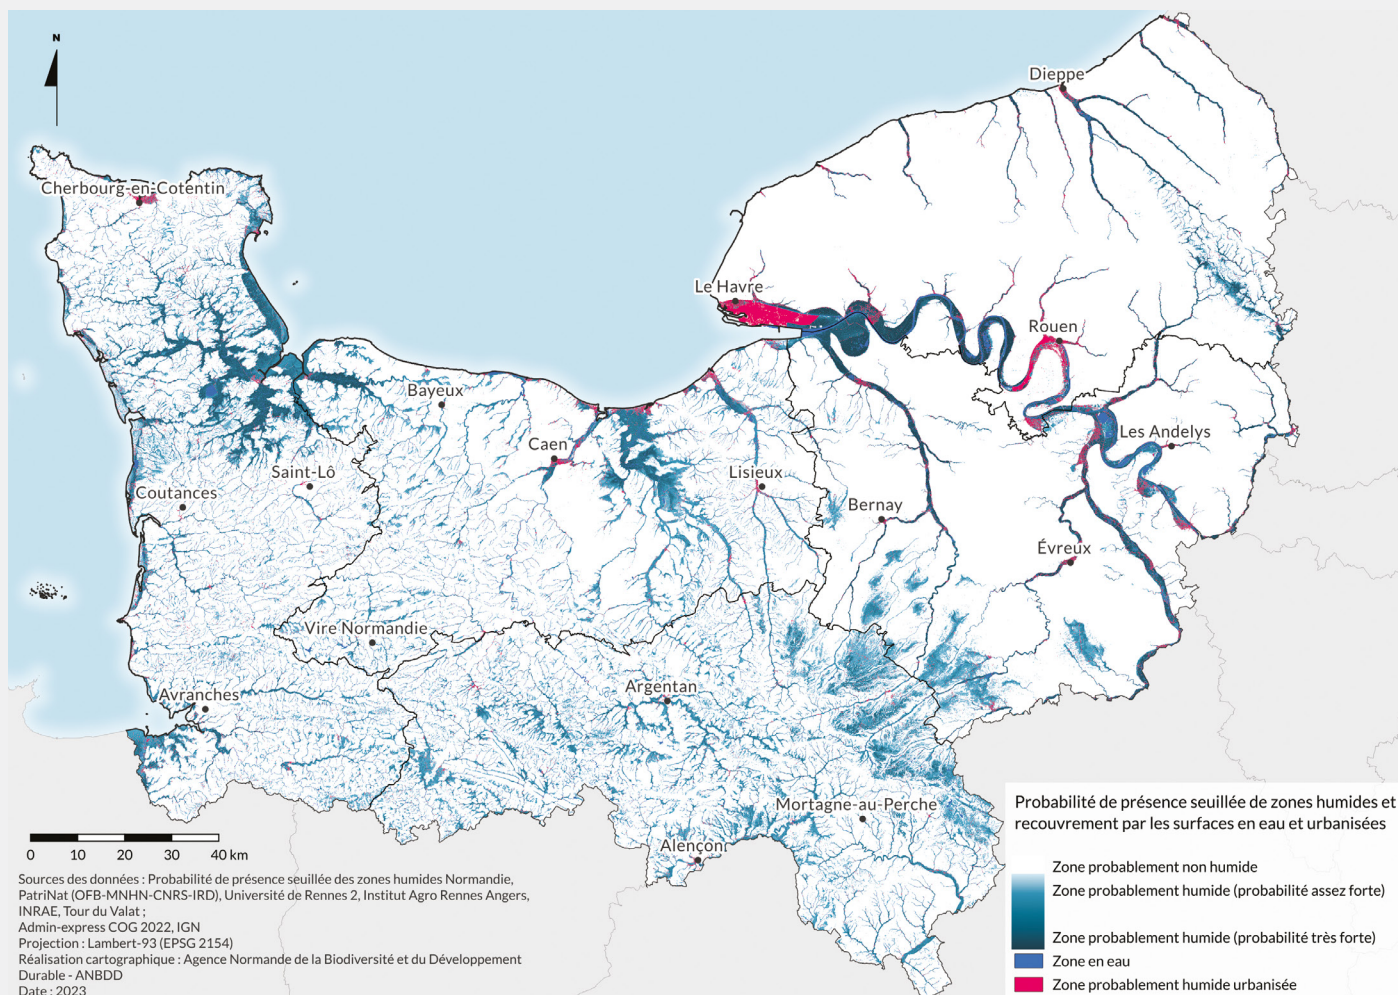 N
Dieppe
Cherbourg-en-Cotentin
Le Havre
Rouen
Bayeux
Les Andelys
Caen
Saint-Lô
Lisieux
Coutances
Bernay
Évreux
Vire Normandie
Argentan
Avranches
Mortagne-au-Perche
Alençon
0 10 20 30 40 km
Sources des données : Probabilité de présence seuillée des zones humides Normandie,
PatriNat (OFB-MNHN-CNRS-IRD), Université de Rennes 2, Institut Agro Rennes Angers,
INRAE, Tour du Valat ;
Admin-express COG 2022, IGN
Projection : Lambert-93 (EPSG 2154)
Réalisation cartographique : Agence Normande de la Biodiversité et du Développement
Durable - ANBDD
Date : 2023
Probabilité de présence seuillée de zones humides et
recouvrement par les surfaces en eau et urbanisées
Zone probablement non humide
Zone probablement humide (probabilité assez forte)
Zone probablement humide (probabilité très forte)
Zone en eau
Zone probablement humide urbanisée